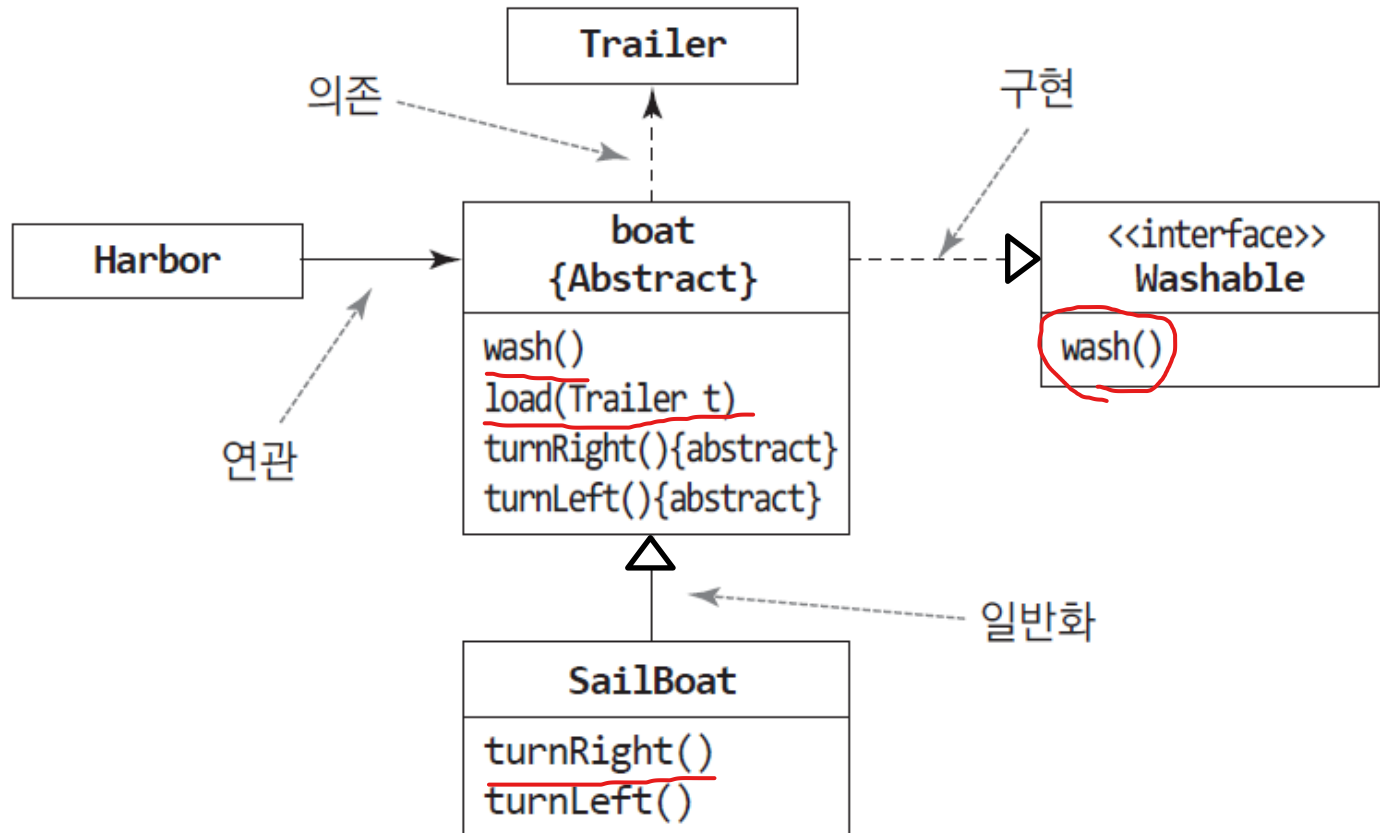 Trailer
의존
구현
Harbor
boat
{Abstract}
wash()
load(Trailer t)
turnRight(){abstract}
turnLeft(){abstract}
<<interface>>
Washable
wash()
연관
일반화
SailBoat
turnRight()
turnLeft()